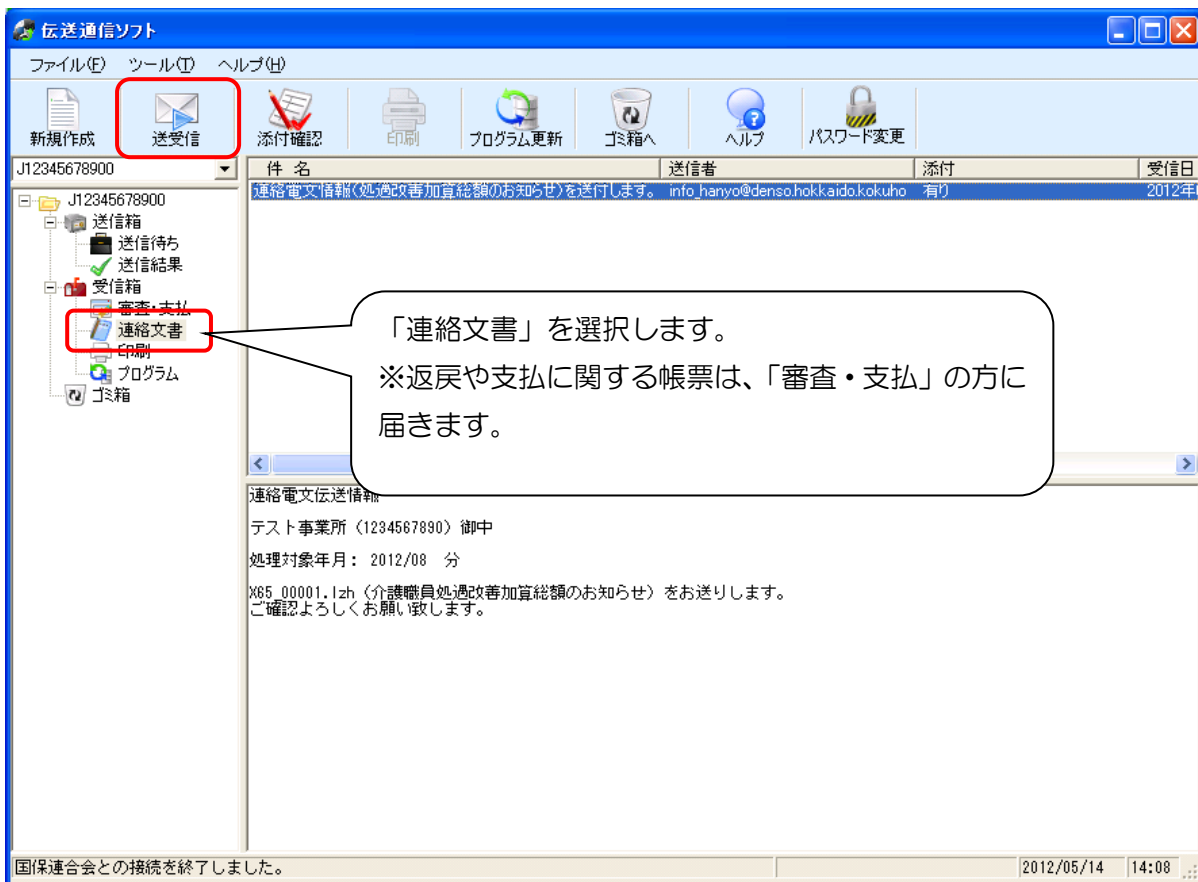 伝送通信ソフト
ファイル(F) ツール(T) ヘルプ(H)
新規作成 送受信 添付確認 印刷 プログラム更新 ゴミ箱へ ヘルプ パスワード変更
J12345678900
件 名 送信者 添付 受信日
連絡電文情報(処遇改善加算総額のお知らせ)を送付します。 info_hanyo@denso.hokkaido.kokuho 有り 2012年
J12345678900
送信箱
送信待ち
送信結果
受信箱
審査・支払
連絡文書
印刷
プログラム
ゴミ箱
「連絡文書」を選択します。
※返戻や支払に関する帳票は、「審査・支払」の方に
届きます。
連絡電文伝送情報
テスト事業所（1234567890）御中
処理対象年月： 2012/08 分
X65_00001.lzh（介護職員処遇改善加算総額のお知らせ）をお送りします。
ご確認よろしくお願い致します。
国保連合会との接続を終了しました。 2012/05/14 14:08